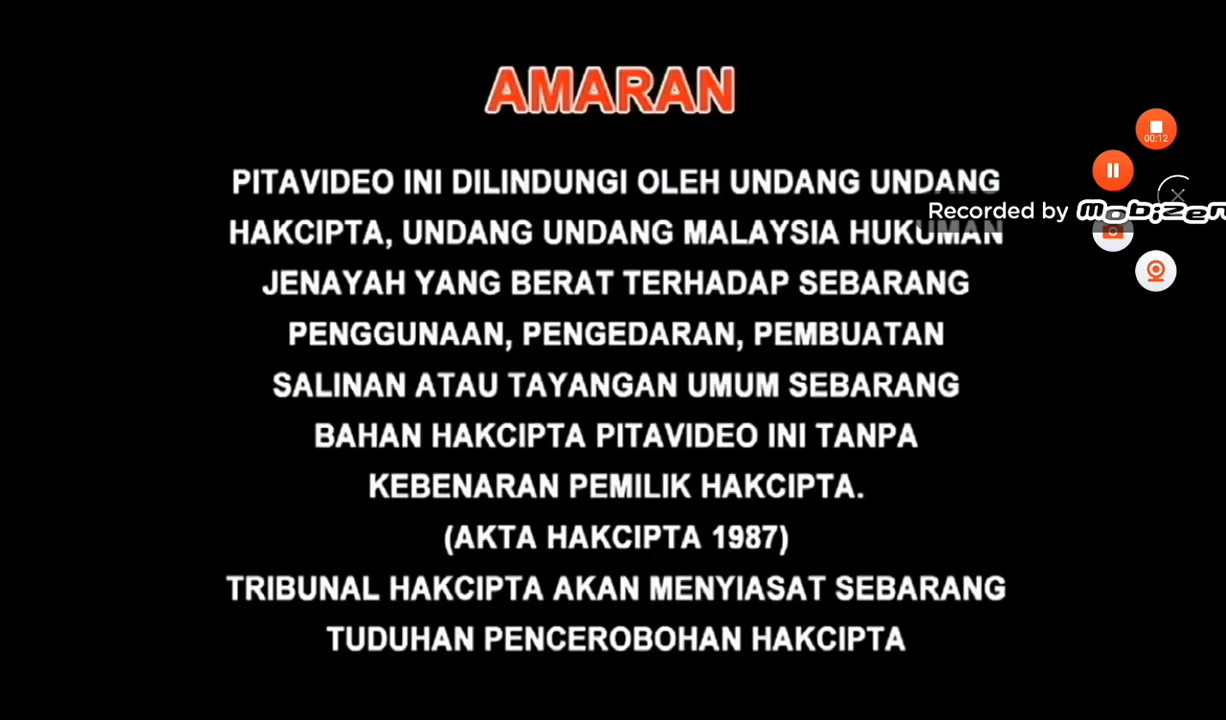 AMARAN
PITAVIDEO INI DILINDUNGI OLEH UNDANG UNDANG
HAKCIPTA, UNDANG UNDANG MALAYSIA HUKUMAN
JENAYAH YANG BERAT TERHADAP SEBARANG
PENGGUNAAN, PENGEDARAN, PEMBUATAN
SALINAN ATAU TAYANGAN UMUM SEBARANG
BAHAN HAKCIPTA PITAVIDEO INI TANPA
KEBENARAN PEMILIK HAKCIPTA.
(AKTA HAKCIPTA 1987)
TRIBUNAL HAKCIPTA AKAN MENYIASAT SEBARANG
TUDUHAN PENCEROBOHAN HAKCIPTA
00:12
Recorded by Mobizen